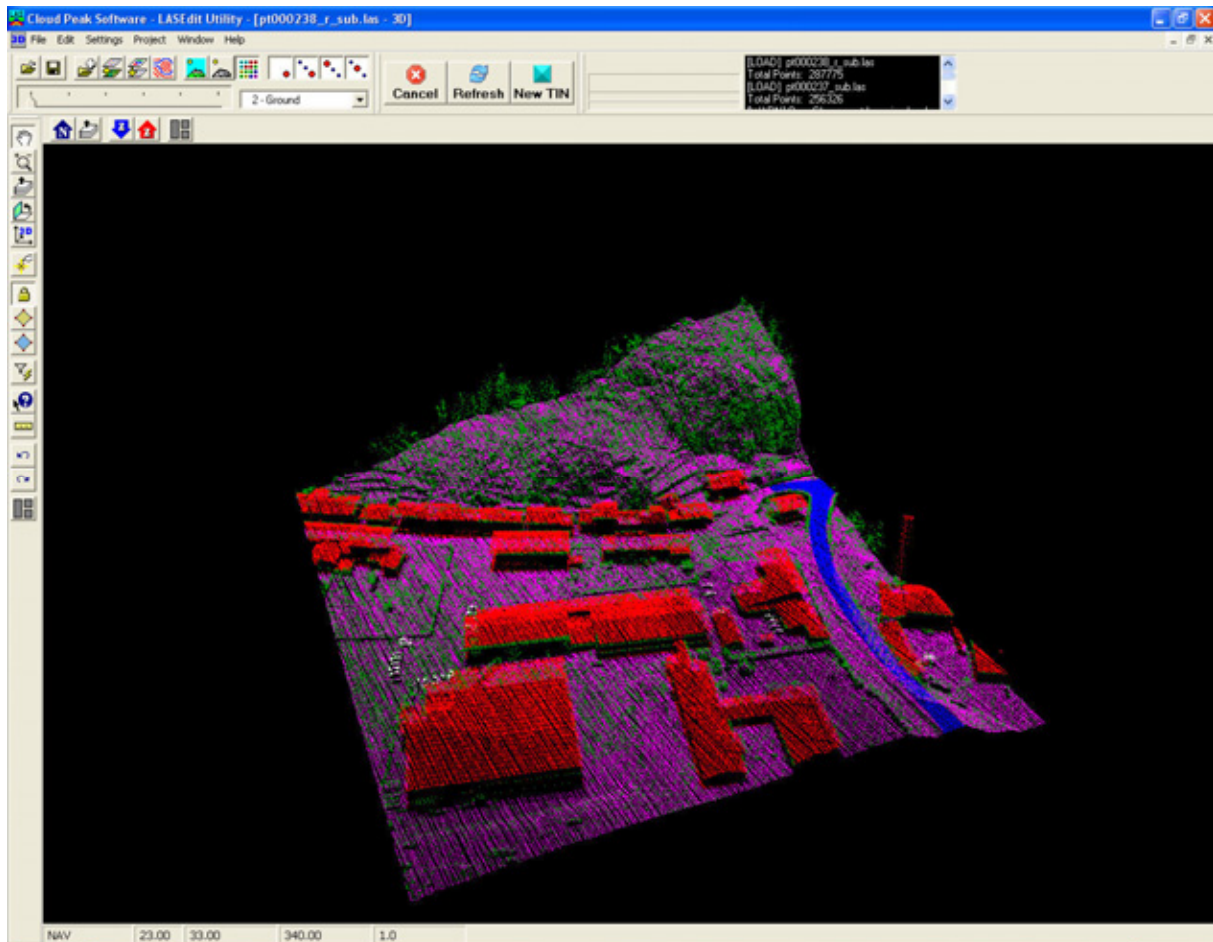 Cloud Peak Software - LASEdit Utility - [pt000238_r_sub.las - 3D]
3D File Edit Settings Project Window Help
2 - Ground
Cancel Refresh New TIN
[LOAD] pt000238_r_sub.las
Total Points: 287775
[LOAD] pt000237_sub.las
Total Points: 256326
N
Z Z
2D
NAV 23.00 33.00 340.00 1.0